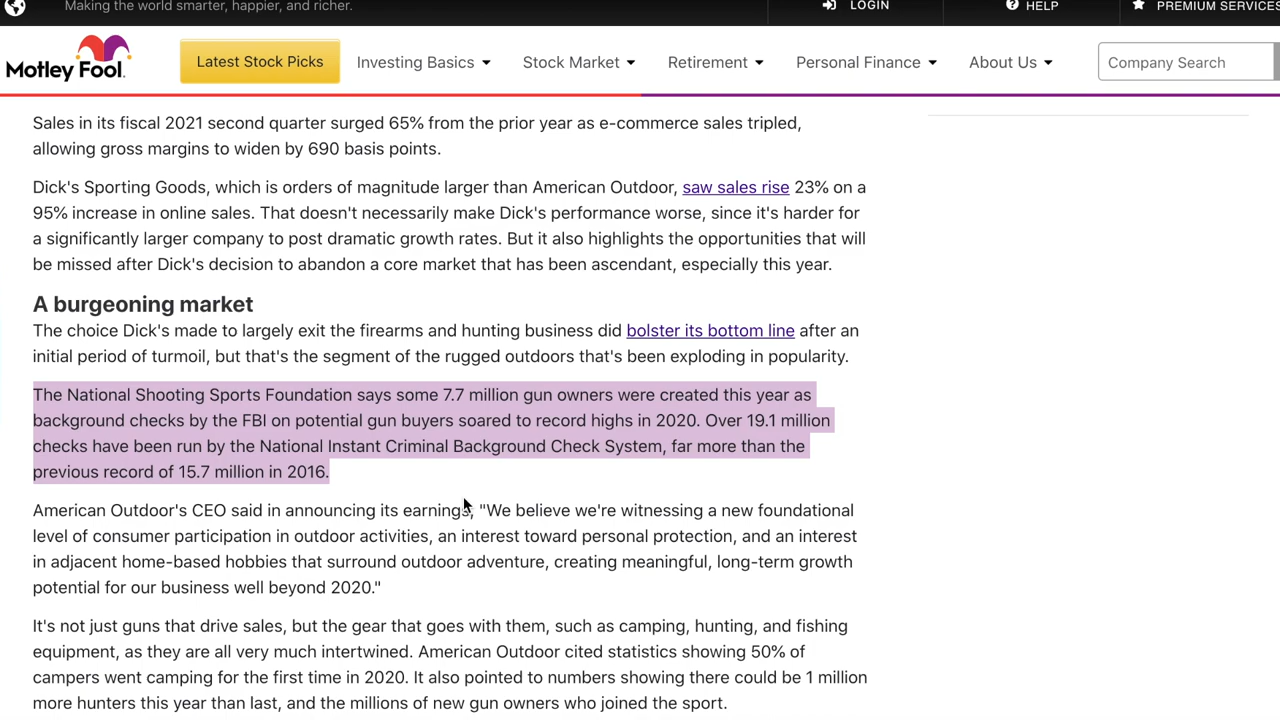 Making the world smarter, happier, and richer.
LOGIN
HELP
PREMIUM SERVICES
Motley Fool.
Latest Stock Picks
Investing Basics
Stock Market
Retirement
Personal Finance
About Us
Company Search
Sales in its fiscal 2021 second quarter surged 65% from the prior year as e-commerce sales tripled,
allowing gross margins to widen by 690 basis points.
Dick's Sporting Goods, which is orders of magnitude larger than American Outdoor, saw sales rise 23% on a
95% increase in online sales. That doesn't necessarily make Dick's performance worse, since it's harder for
a significantly larger company to post dramatic growth rates. But it also highlights the opportunities that will
be missed after Dick's decision to abandon a core market that has been ascendant, especially this year.
A burgeoning market
The choice Dick's made to largely exit the firearms and hunting business did bolster its bottom line after an
initial period of turmoil, but that's the segment of the rugged outdoors that's been exploding in popularity.
The National Shooting Sports Foundation says some 7.7 million gun owners were created this year as
background checks by the FBI on potential gun buyers soared to record highs in 2020. Over 19.1 million
checks have been run by the National Instant Criminal Background Check System, far more than the
previous record of 15.7 million in 2016.
American Outdoor's CEO said in announcing its earnings, "We believe we're witnessing a new foundational
level of consumer participation in outdoor activities, an interest toward personal protection, and an interest
in adjacent home-based hobbies that surround outdoor adventure, creating meaningful, long-term growth
potential for our business well beyond 2020."
It's not just guns that drive sales, but the gear that goes with them, such as camping, hunting, and fishing
equipment, as they are all very much intertwined. American Outdoor cited statistics showing 50% of
campers went camping for the first time in 2020. It also pointed to numbers showing there could be 1 million
more hunters this year than last, and the millions of new gun owners who joined the sport.